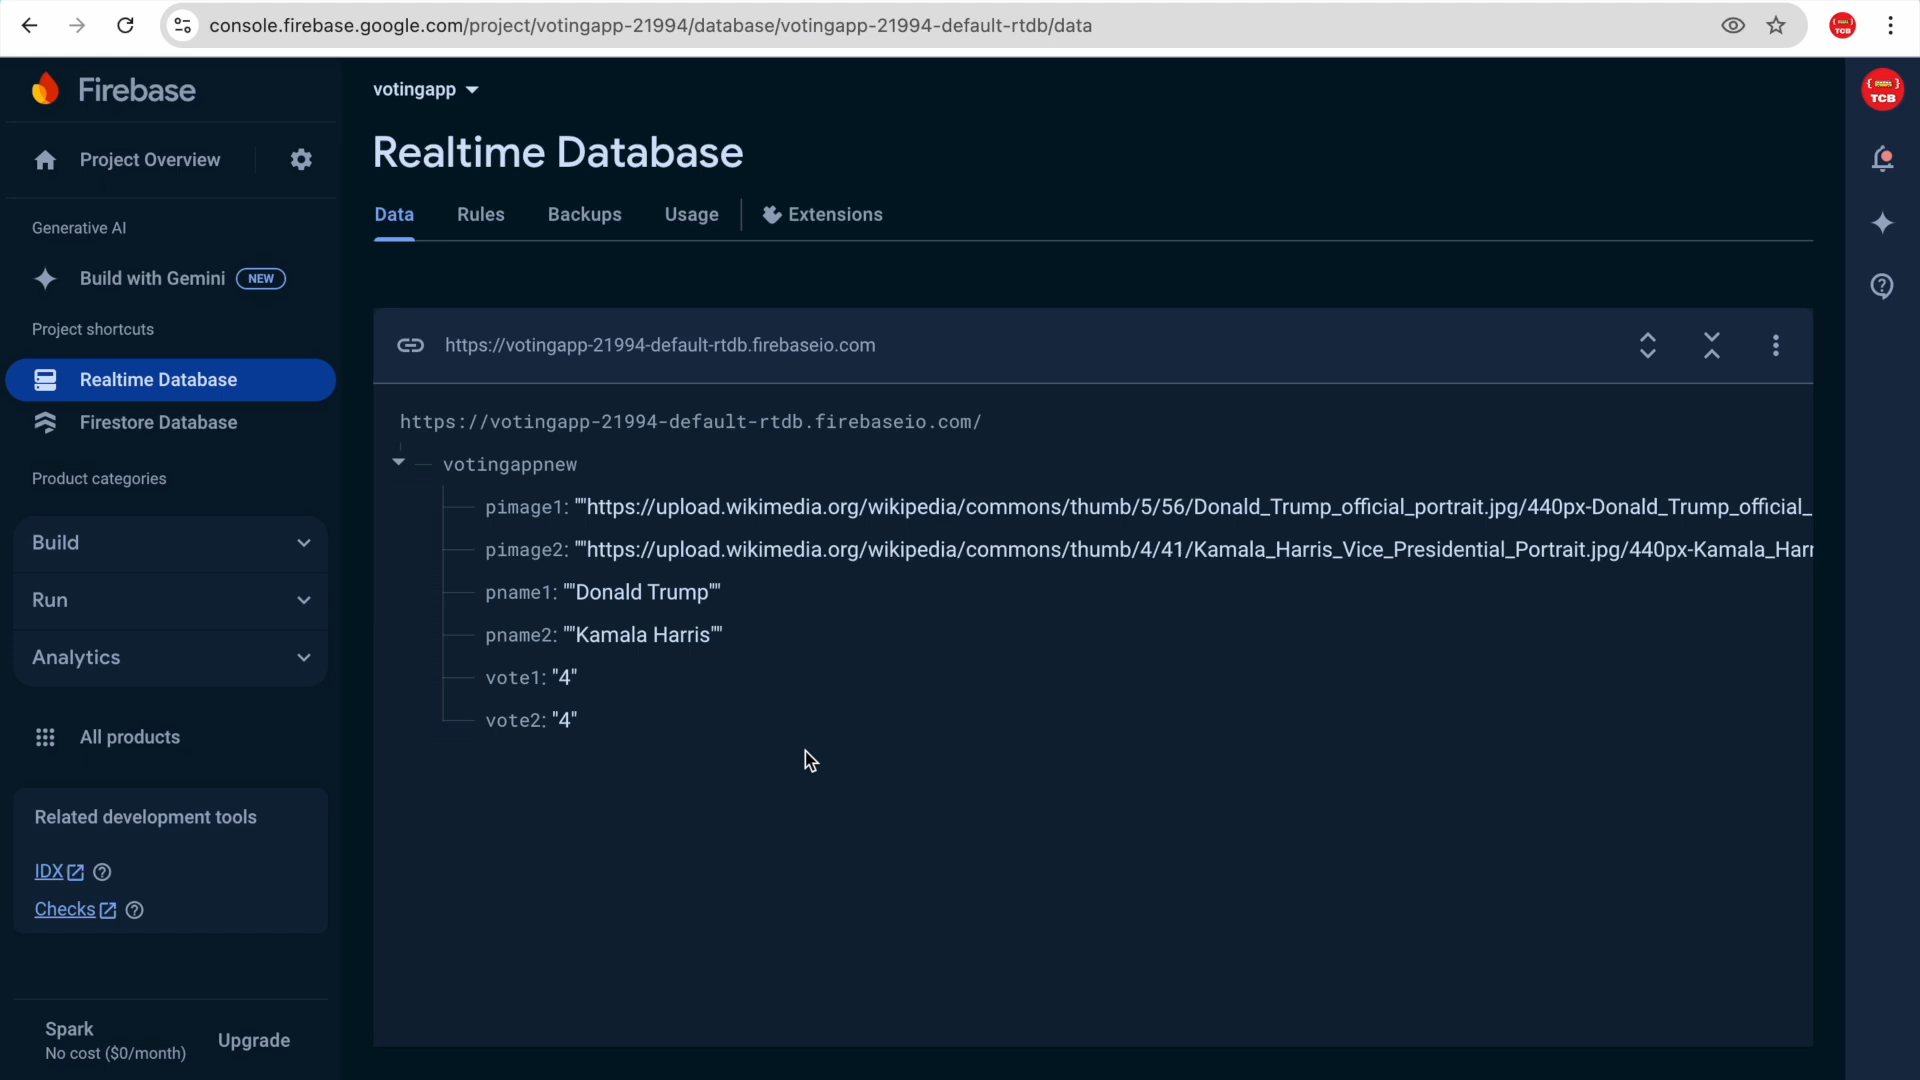 console.firebase.google.com/project/votingapp-21994/database/votingapp-21994-default-rtdb/data
Firebase
Project Overview
Generative AI
Build with Gemini NEW
Project shortcuts
Realtime Database
Firestore Database
Product categories
Build
Run
Analytics
All products
Related development tools
IDX
Checks
Spark
No cost ($0/month)
Upgrade
votingapp
Realtime Database
Data Rules Backups Usage Extensions
https://votingapp-21994-default-rtdb.firebaseio.com
https://votingapp-21994-default-rtdb.firebaseio.com/
votingappnew
pimage1: ""https://upload.wikimedia.org/wikipedia/commons/thumb/5/56/Donald_Trump_official_portrait.jpg/440px-Donald_Trump_official_
pimage2: ""https://upload.wikimedia.org/wikipedia/commons/thumb/4/41/Kamala_Harris_Vice_Presidential_Portrait.jpg/440px-Kamala_Harr
pname1: ""Donald Trump""
pname2: ""Kamala Harris""
vote1: "4"
vote2: "4"
TCB
TCB